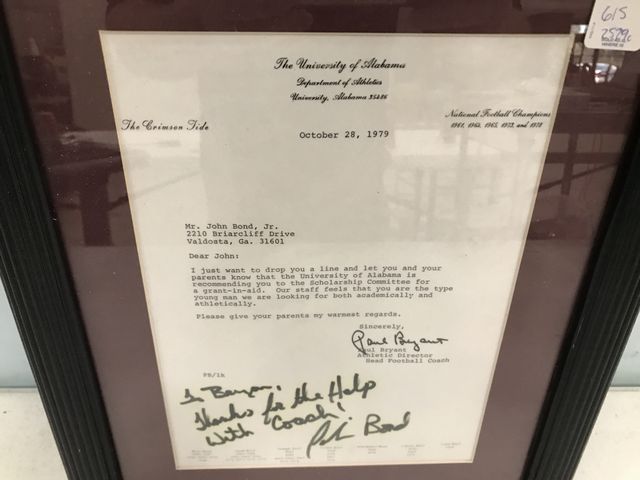 615
2579c
The University of Alabama
Department of Athletics
University, Alabama 35486
The Crimson Tide
National Football Champions
1961, 1964, 1965, 1973, and 1978
October 28, 1979
Mr. John Bond, Jr.
2210 Briarcliff Drive
Valdosta, Ga. 31601
Dear John:
I just want to drop you a line and let you and your
parents know that the University of Alabama is
recommending you to the Scholarship Committee for
a grant-in-aid. Our staff feels that you are the type
young man we are looking for both academically and
athletically.
Please give your parents my warmest regards.
Sincerely,
Paul Bryant
Paul Bryant
Athletic Director
Head Football Coach
PB/lk
Thanks for the Help
With Coach!
John Bond